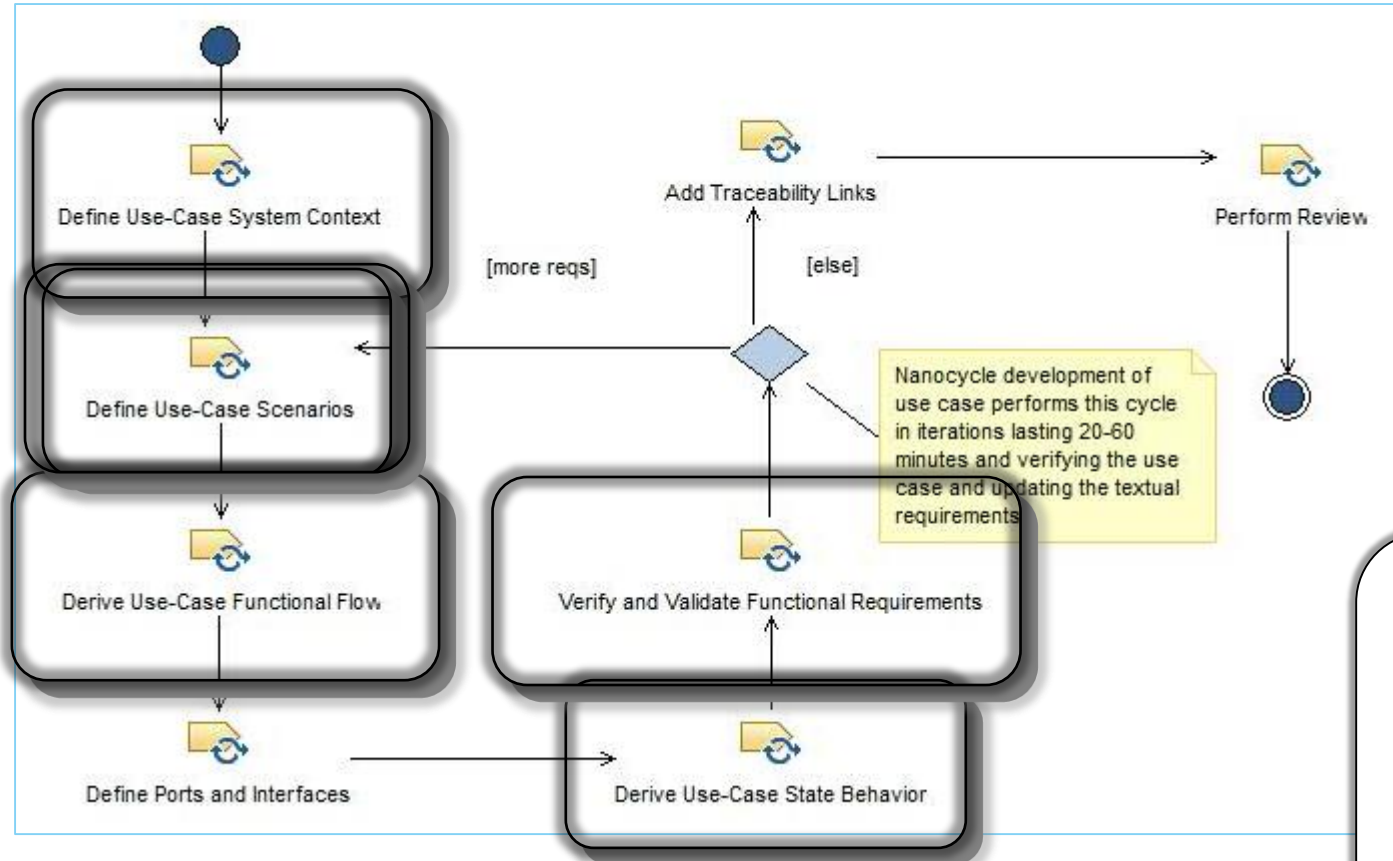 Define Use-Case System Context
Add Traceability Links
Perform Review
[more reqs]
[else]
Define Use-Case Scenarios
Nanocycle development of
use case performs this cycle
in iterations lasting 20-60
minutes and verifying the use
case and updating the textual
requirements
Derive Use-Case Functional Flow
Verify and Validate Functional Requirements
Define Ports and Interfaces
Derive Use-Case State Behavior